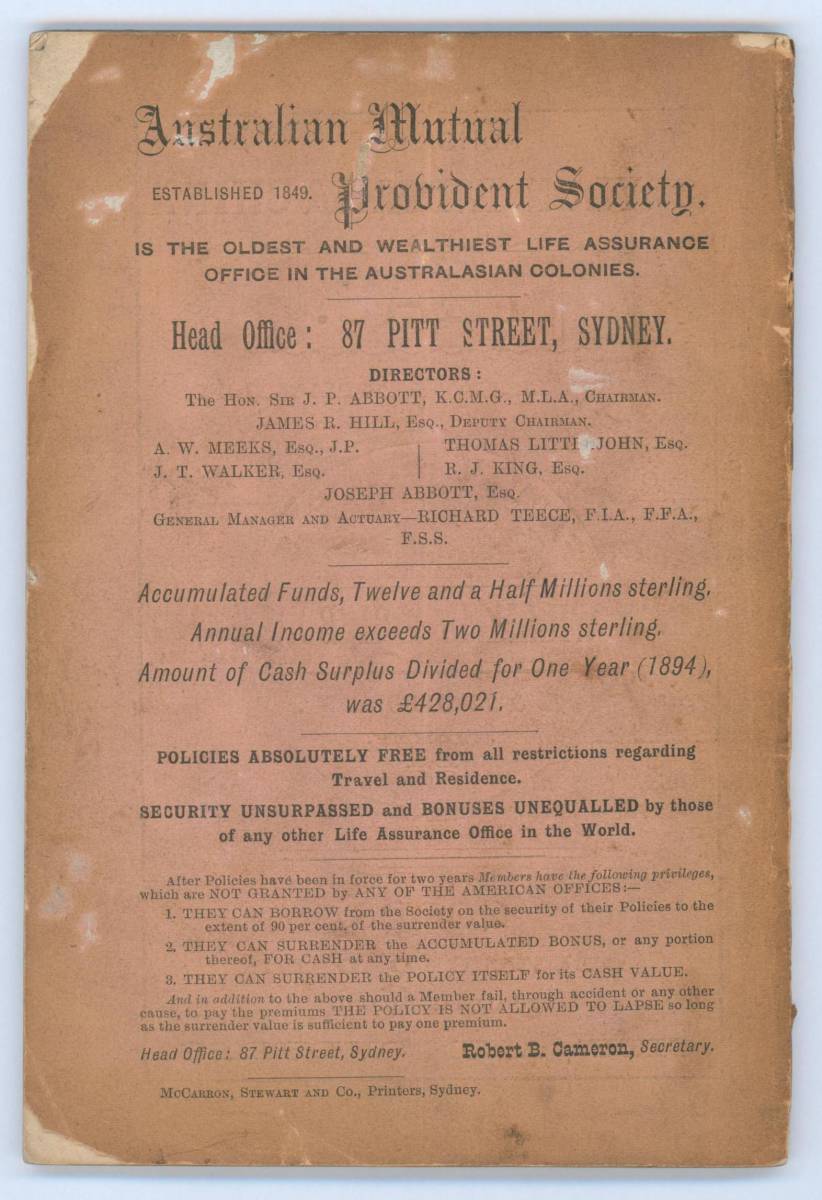 Australian Mutual
ESTABLISHED 1849. Provident Society.
IS THE OLDEST AND WEALTHIEST LIFE ASSURANCE
OFFICE IN THE AUSTRALASIAN COLONIES.
Head Office: 87 PITT STREET, SYDNEY.
DIRECTORS:
The Hon. Sir J. P. ABBOTT, K.C.M.G., M.L.A., Chairman.
JAMES R. HILL, Esq., Deputy Chairman.
A. W. MEEKS, Esq., J.P. THOMAS LITTLEJOHN, Esq.
J. T. WALKER, Esq. R. J. KING, Esq.
JOSEPH ABBOTT, Esq.
General Manager and Actuary—RICHARD TEECE, F.I.A., F.F.A.,
F.S.S.
Accumulated Funds, Twelve and a Half Millions sterling.
Annual Income exceeds Two Millions sterling.
Amount of Cash Surplus Divided for One Year (1894),
was £428,021.
POLICIES ABSOLUTELY FREE from all restrictions regarding
Travel and Residence.
SECURITY UNSURPASSED and BONUSES UNEQUALLED by those
of any other Life Assurance Office in the World.
After Policies have been in force for two years Members have the following privileges,
which are NOT GRANTED by ANY OF THE AMERICAN OFFICES:—
1. THEY CAN BORROW from the Society on the security of their Policies to the
extent of 90 per cent. of the surrender value.
2. THEY CAN SURRENDER the ACCUMULATED BONUS, or any portion
thereof, FOR CASH at any time.
3. THEY CAN SURRENDER the POLICY ITSELF for its CASH VALUE.
And in addition to the above should a Member fail, through accident or any other
cause, to pay the premiums THE POLICY IS NOT ALLOWED TO LAPSE so long
as the surrender value is sufficient to pay one premium.
Head Office: 87 Pitt Street, Sydney. Robert B. Cameron, Secretary.
McCarron, Stewart and Co., Printers, Sydney.